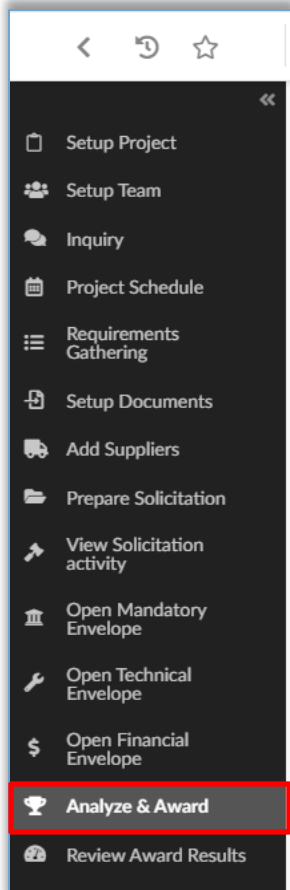 Setup Project
Setup Team
Inquiry
Project Schedule
Requirements
Gathering
Setup Documents
Add Suppliers
Prepare Solicitation
View Solicitation
activity
Open Mandatory
Envelope
Open Technical
Envelope
Open Financial
Envelope
Analyze & Award
Review Award Results